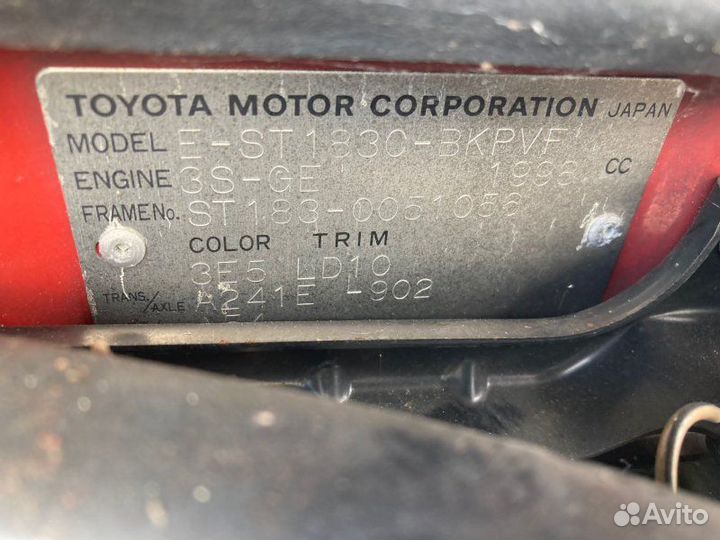 TOYOTA MOTOR CORPORATION JAPAN
MODEL E-ST183C-BKPVF
ENGINE 3S-GE 1998 CC
FRAME No. ST183-0051056
COLOR TRIM
3E5 LD10
TRANS./AXLE A241E -902
Avito